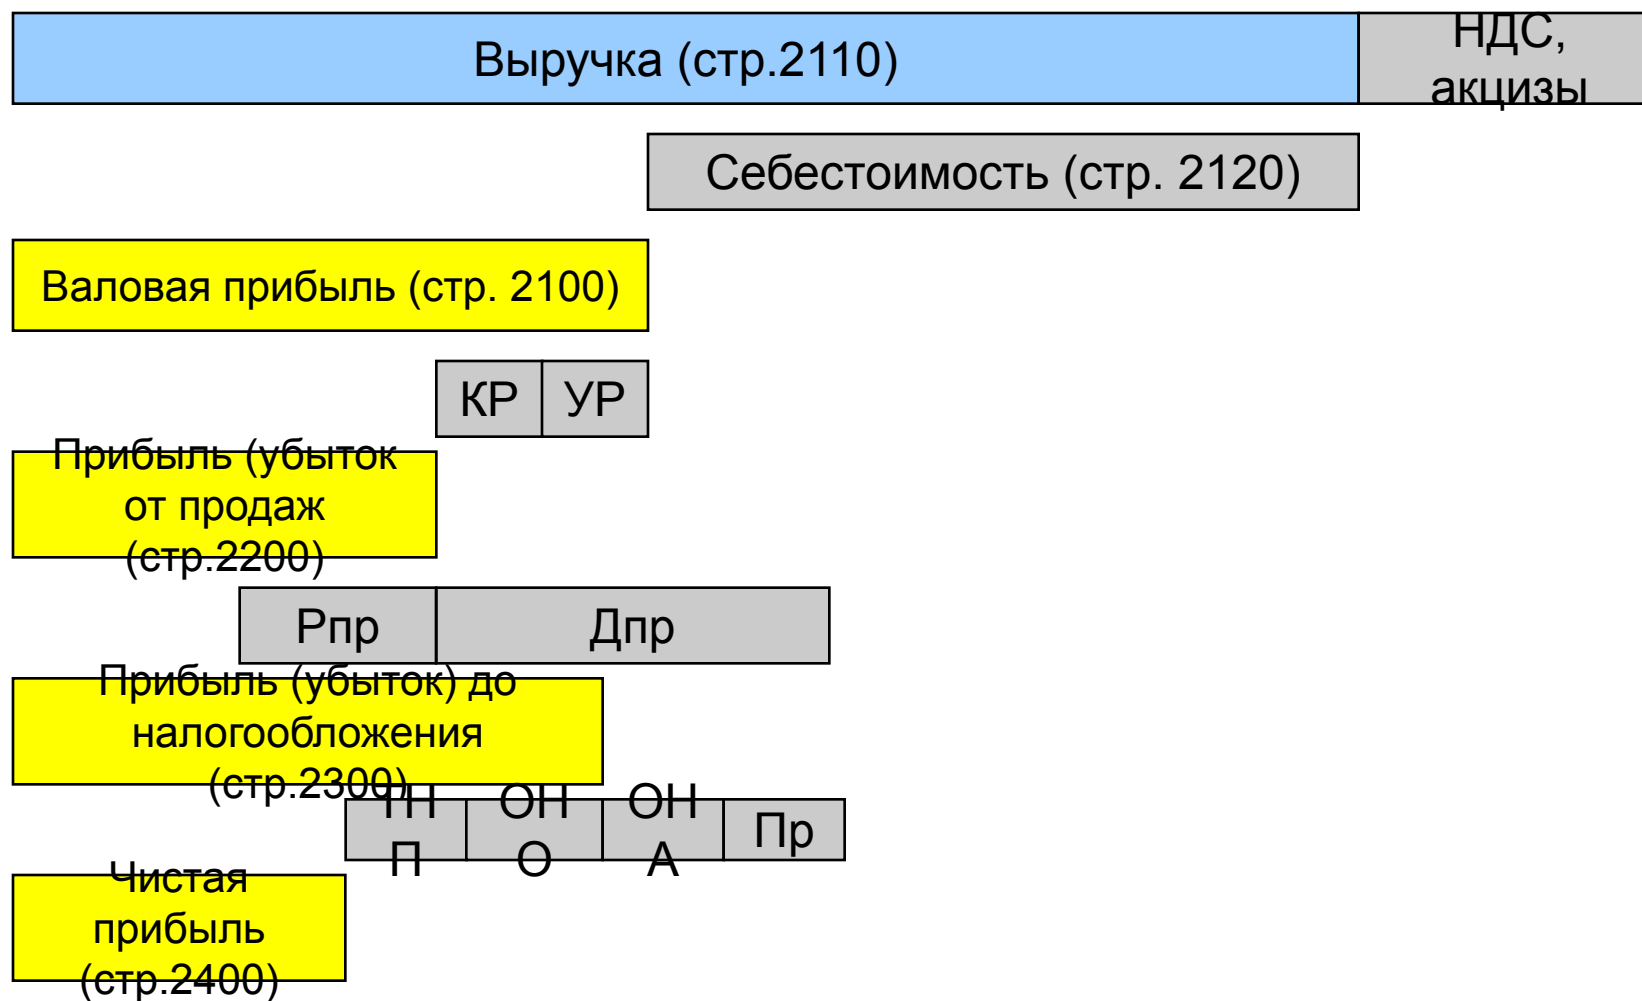 Выручка (стр.2110)
НДС,
акцизы
Себестоимость (стр. 2120)
Валовая прибыль (стр. 2100)
КР
УР
Прибыль (убыток
от продаж
(стр.2200)
Рпр
Дпр
Прибыль (убыток) до
налогообложения
(стр.2300)
ТН
П
ОН
О
ОН
А
Пр
Чистая
прибыль
(стр.2400)